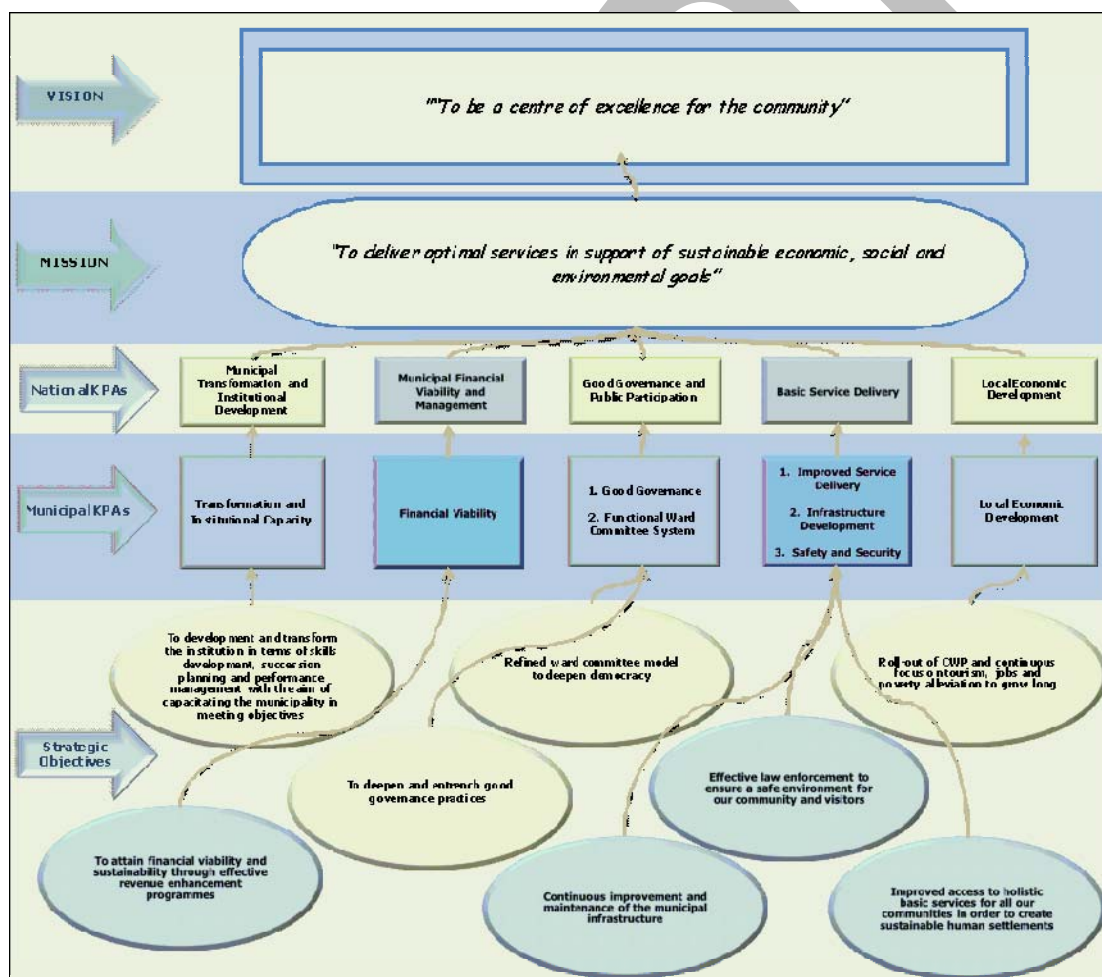 VISION
""To be a centre of excellence for the community"
MISSION
"To deliver optimal services in support of sustainable economic, social and
environmental goals"
National KPAs
Municipal
Transformation and
Institutional
Development
Municipal Financial
Viability and
Management
Good Governance and
Public Participation
Basic Service Delivery
Local Economic
Development
Municipal KPAs
Transformation and
Institutional Capacity
Financial Viability
1. Good Governance
2. Functional Ward
Committee System
1. Improved Service
Delivery
2. Infrastructure
Development
3. Safety and Security
Local Economic
Development
Strategic
Objectives
To development and transform
the institution in terms of skills
development, succession
planning and performance
management with the aim of
capacitating the municipality in
meeting objectives
Refined ward committee model
to deepen democracy
Roll-out of CWP and continuous
focus on tourism, jobs and
poverty alleviation to grow long
To deepen and entrench good
governance practices
Effective law enforcement to
ensure a safe environment for
our community and visitors
To attain financial viability and
sustainability through effective
revenue enhancement
programmes
Continuous improvement and
maintenance of the municipal
infrastructure
Improved access to holistic
basic services for all our
communities in order to create
sustainable human settlements